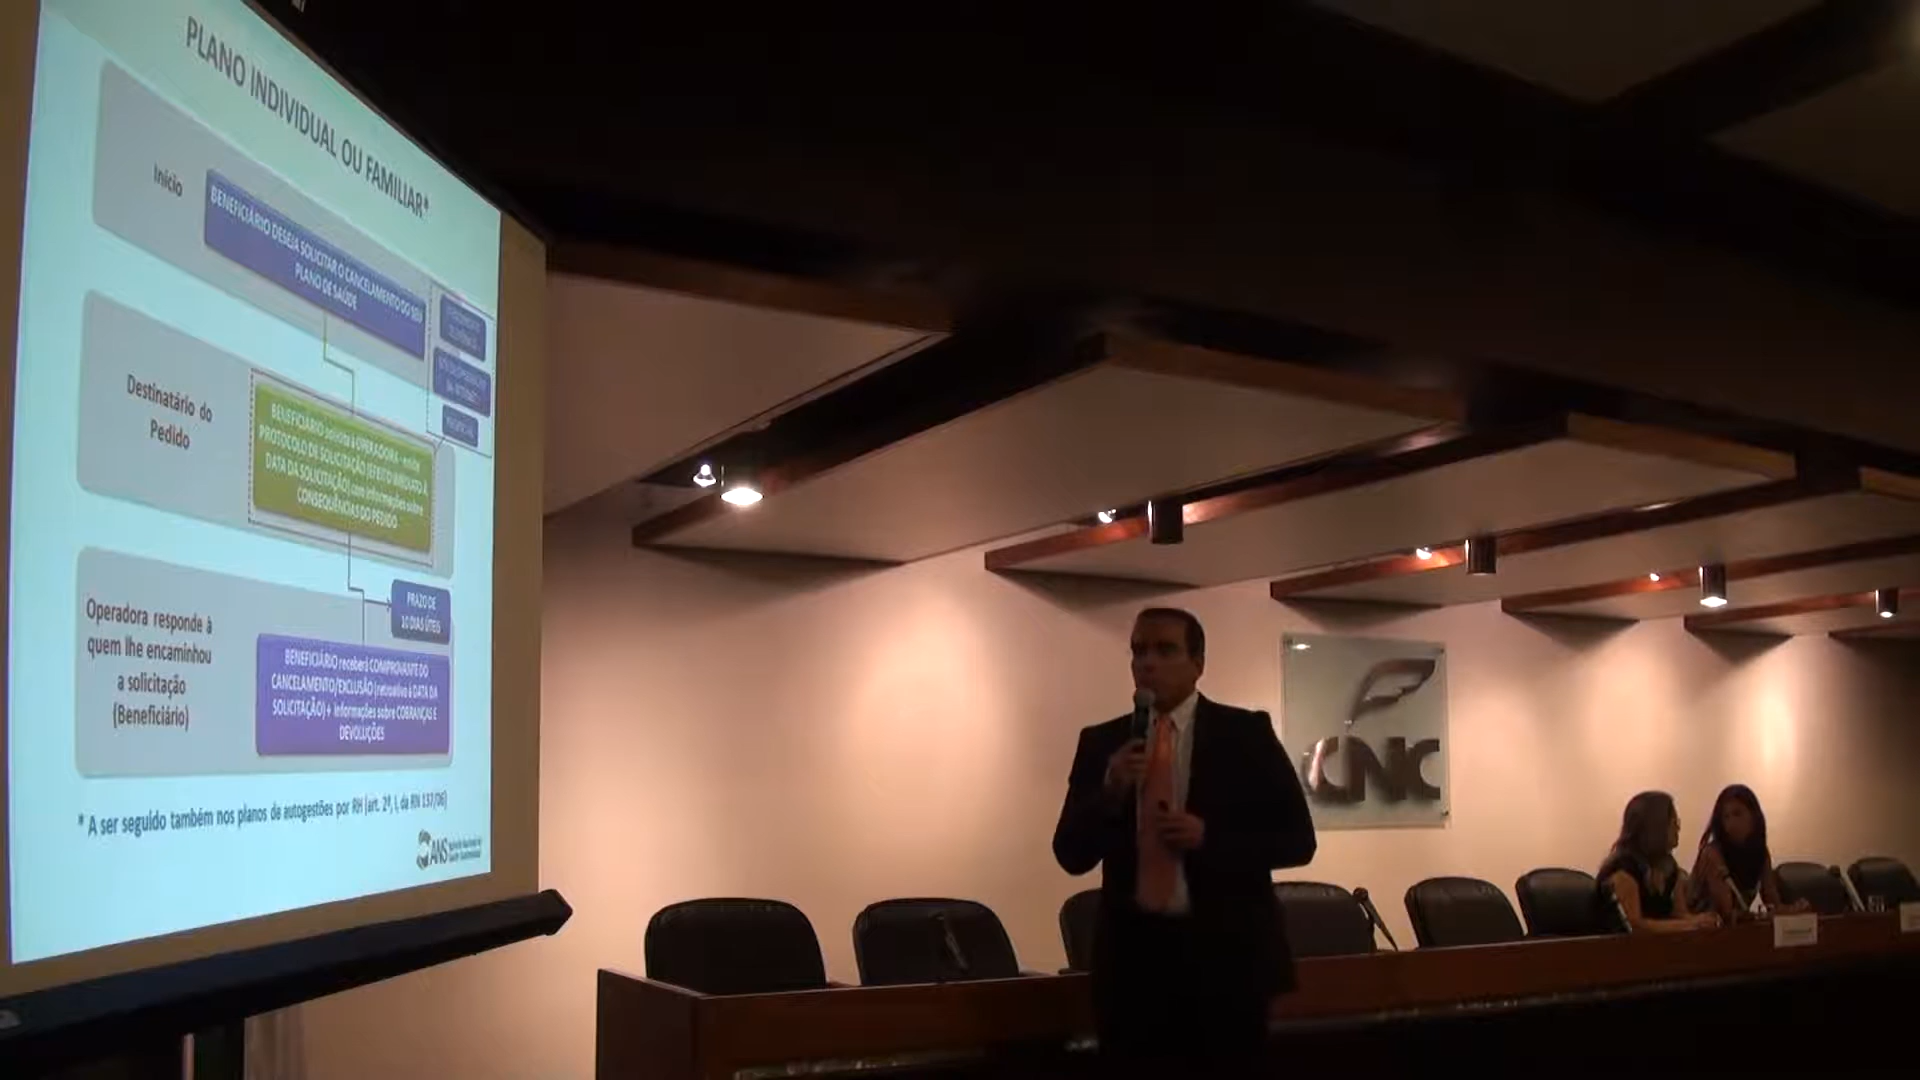 PLANO INDIVIDUAL OU FAMILIAR*
Início
BENEFICIÁRIO DESEJA SOLICITAR O CANCELAMENTO DO SEU
PLANO DE SAÚDE
Destinatário do
Pedido
BENEFICIÁRIO solicita à OPERADORA
PROTOCOLO DE SOLICITAÇÃO (EFEITO IMEDIATO À
DATA DA SOLICITAÇÃO) com informações sobre
CONSEQUÊNCIAS DO PEDIDO
Operadora responde à
quem lhe encaminhou
a solicitação
(Beneficiário)
PRAZO DE
10 DIAS ÚTEIS
BENEFICIÁRIO receberá COMPROVANTE DO
CANCELAMENTO/EXCLUSÃO (retroativo à DATA DA
SOLICITAÇÃO) + informações sobre COBRANÇAS E
DEVOLUÇÕES
* A ser seguido também nos planos de autogestões por RH (art. 2º, I, da RN 137/06)
ANS
CNC